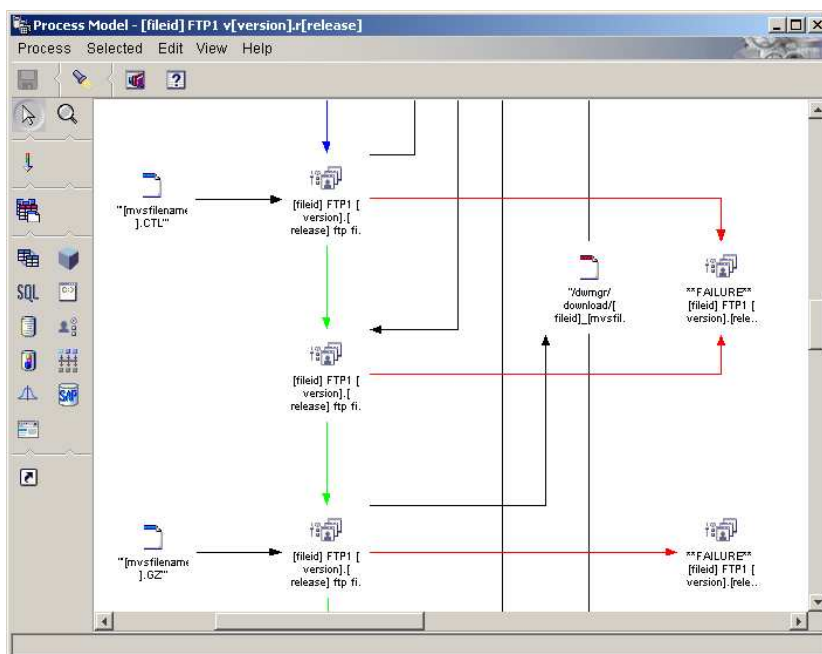 Process Model - [fileid] FTP1 v[version].r[release]
Process Selected Edit View Help
SQL
SAP
"'[mvsfilename
].CTL'"
[fileid] FTP1 [
version].[
release] ftp fi.
"/dwmgr/
download/[
fileid]_[mvsfil.
**FAILURE**
[fileid] FTP1 [
version].[rele..
[fileid] FTP1 [
version].[
release] ftp fi.
"'[mvsfilename
].GZ'"
[fileid] FTP1 [
version].[
release] ftp fi.
**FAILURE**
[fileid] FTP1 [
version].[rele..